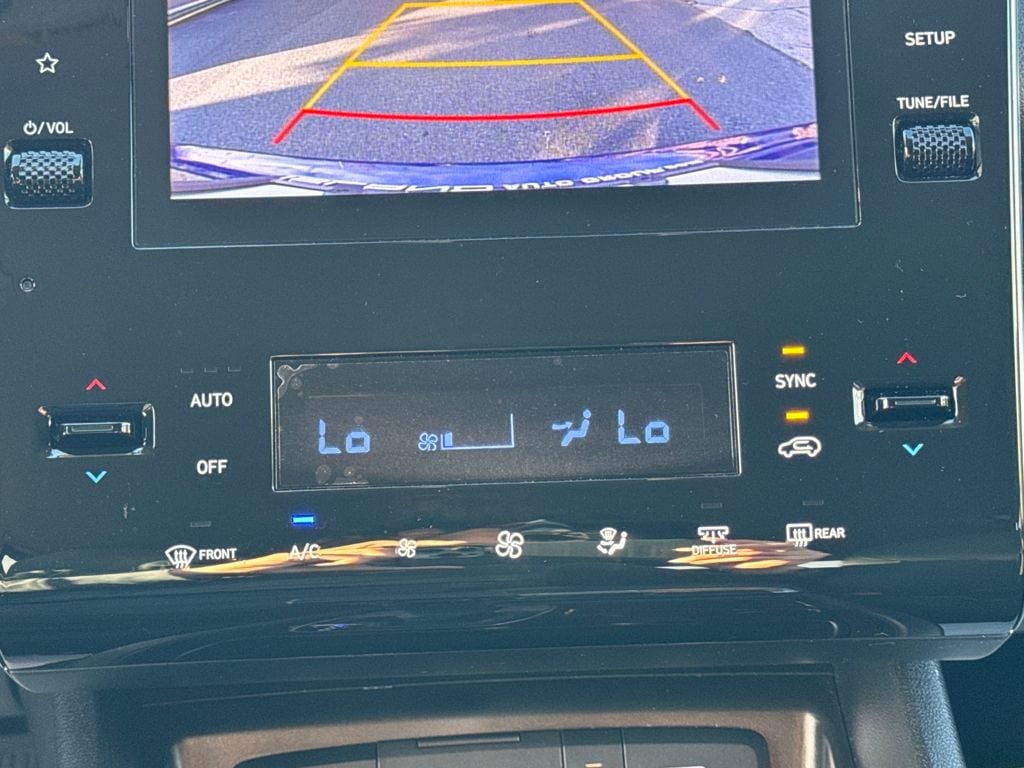 SETUP
/VOL
TUNE/FILE
AUTO
SYNC
Lo
Lo
OFF
FRONT
A/C
DIFFUSE
REAR